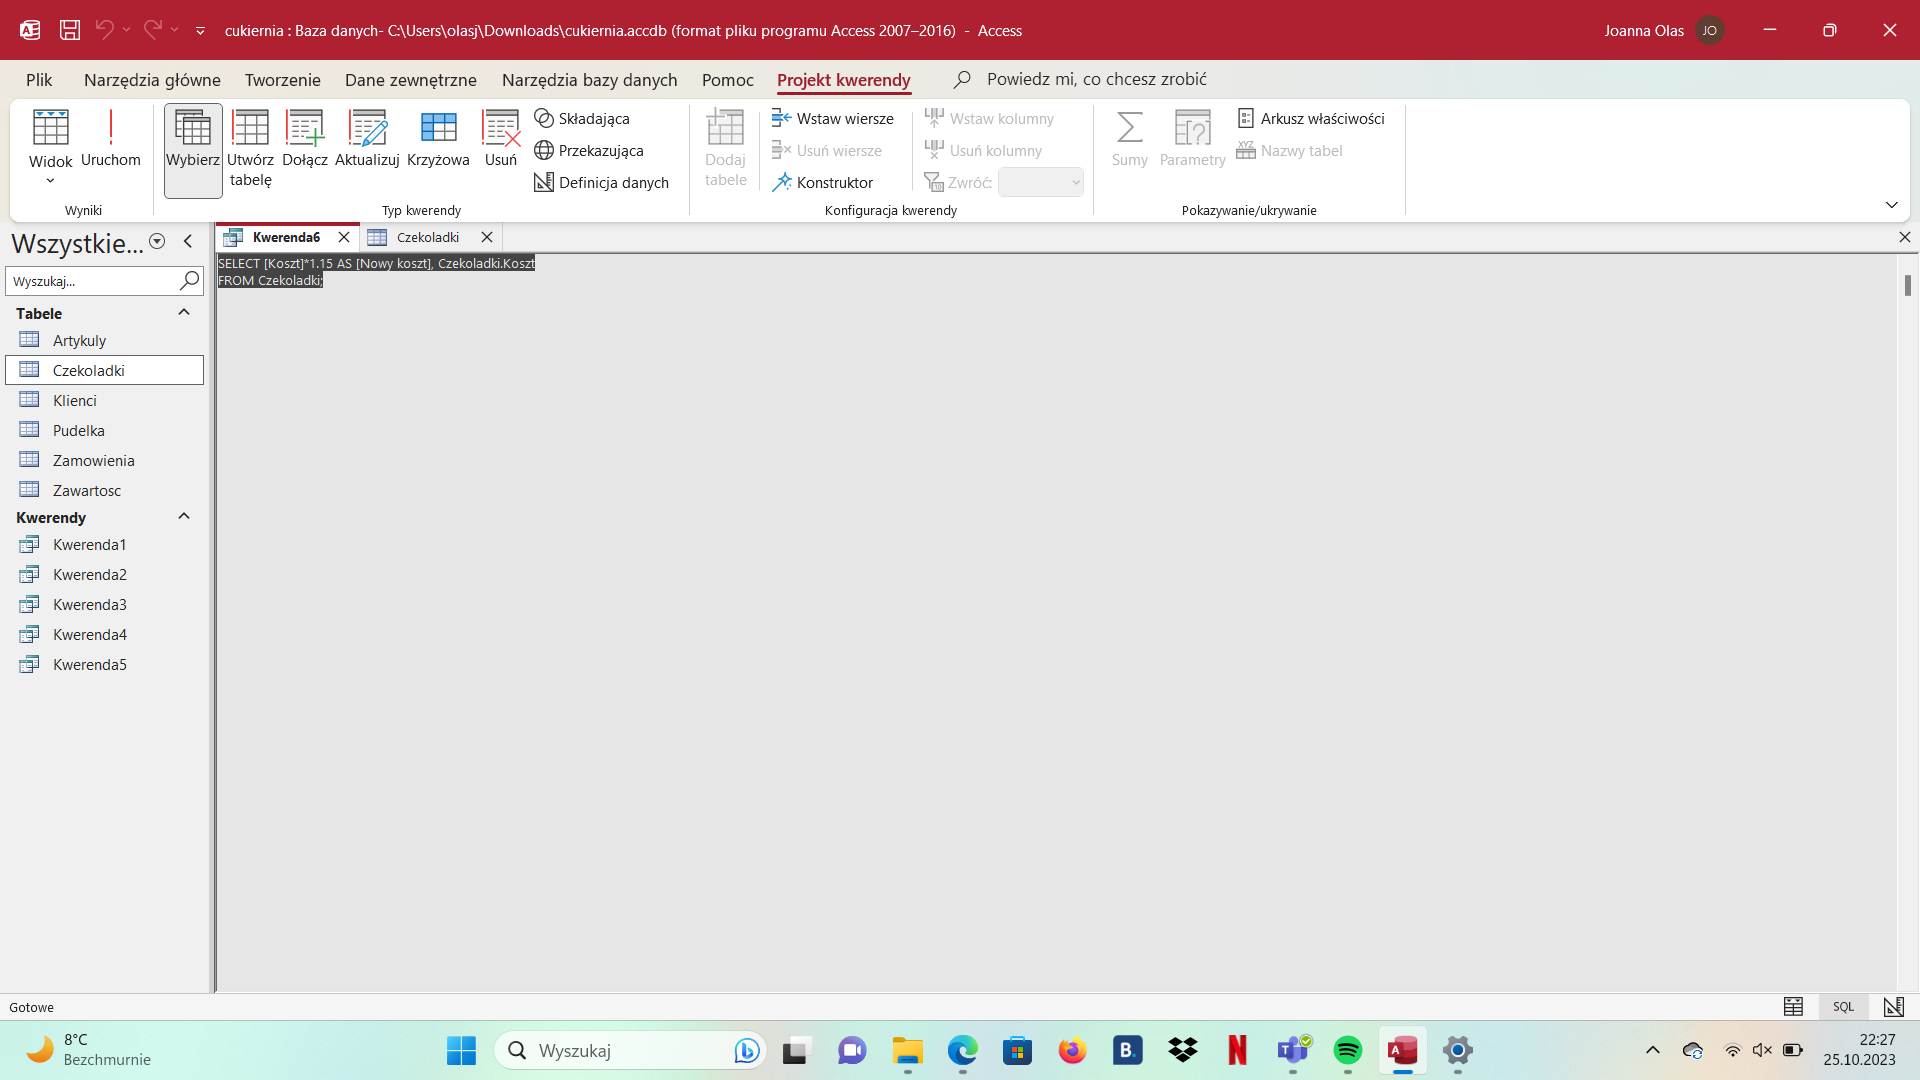 cukiernia : Baza danych- C:\Users\olasj\Downloads\cukiernia.accdb (format pliku programu Access 2007–2016) - Access
Joanna Olas
JO
Plik
Narzędzia główne
Tworzenie
Dane zewnętrzne
Narzędzia bazy danych
Pomoc
Projekt kwerendy
Powiedz mi, co chcesz zrobić
Widok
Uruchom
Wyniki
Wybierz
Utwórz
tabelę
Dołącz
Aktualizuj
Krzyżowa
Usuń
Składająca
Przekazująca
Definicja danych
Typ kwerendy
Dodaj
tabele
Wstaw wiersze
Usuń wiersze
Konstruktor
Wstaw kolumny
Usuń kolumny
Zwróć:
Konfiguracja kwerendy
Sumy
Parametry
Arkusz właściwości
XYZ
Nazwy tabel
Pokazywanie/ukrywanie
Wszystkie...
Wyszukaj...
Tabele
Artykuly
Czekoladki
Klienci
Pudelka
Zamowienia
Zawartosc
Kwerendy
Kwerenda1
Kwerenda2
Kwerenda3
Kwerenda4
Kwerenda5
Kwerenda6
Czekoladki
SELECT [Koszt]*1.15 AS [Nowy koszt], Czekoladki.Koszt
FROM Czekoladki;
Gotowe
SQL
8°C
Bezchmurnie
Wyszukaj
B.
N
22:27
25.10.2023